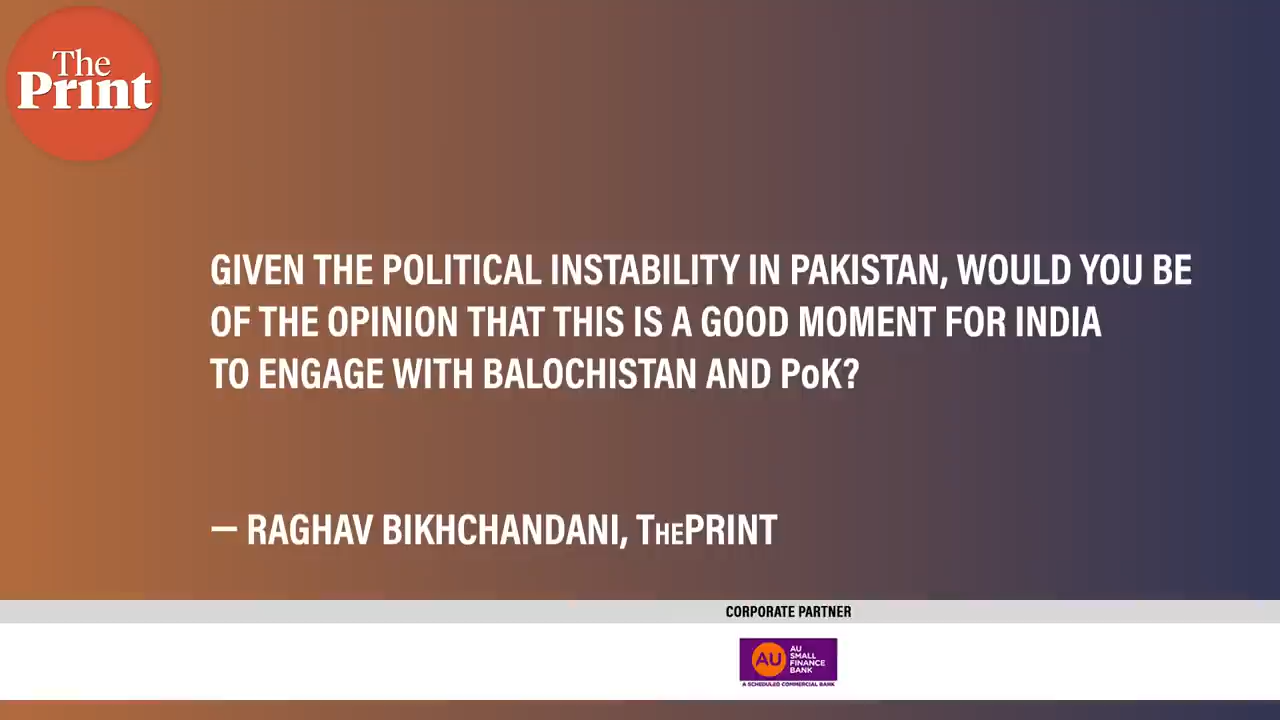 The
Print
GIVEN THE POLITICAL INSTABILITY IN PAKISTAN, WOULD YOU BE
OF THE OPINION THAT THIS IS A GOOD MOMENT FOR INDIA
TO ENGAGE WITH BALOCHISTAN AND PoK?
– RAGHAV BIKHCHANDANI, THEPRINT
CORPORATE PARTNER
AU
AU
SMALL
FINANCE
BANK
A SCHEDULED COMMERCIAL BANK